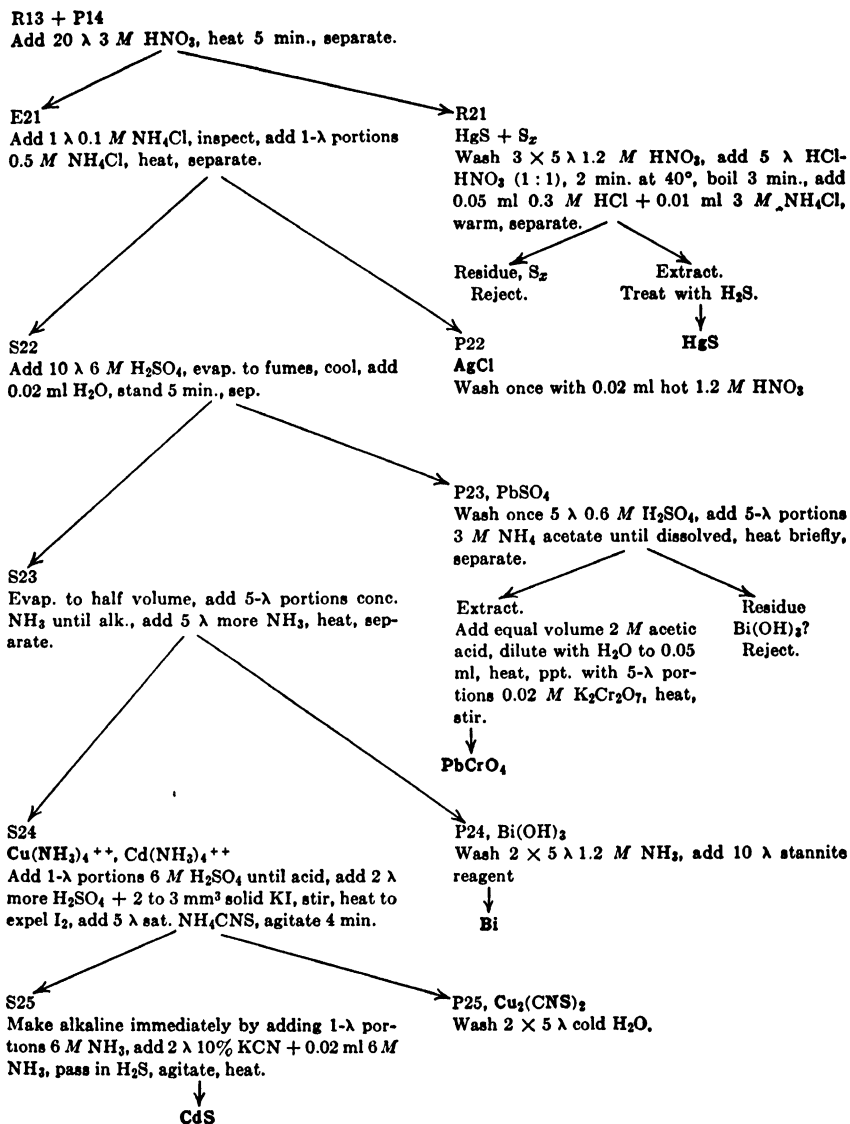 R13 + P14
Add 20 λ 3 M HNO₃, heat 5 min., separate.
E21
Add 1 λ 0.1 M NH₄Cl, inspect, add 1-λ portions
0.5 M NH₄Cl, heat, separate.
R21
HgS + Sₓ
Wash 3 × 5 λ 1.2 M HNO₃, add 5 λ HCl-
HNO₃ (1 : 1), 2 min. at 40°, boil 3 min., add
0.05 ml 0.3 M HCl + 0.01 ml 3 M NH₄Cl,
warm, separate.
Residue, Sₓ
Reject.
Extract.
Treat with H₂S.
HgS
S22
Add 10 λ 6 M H₂SO₄, evap. to fumes, cool, add
0.02 ml H₂O, stand 5 min., sep.
P22
AgCl
Wash once with 0.02 ml hot 1.2 M HNO₃
P23, PbSO₄
Wash once 5 λ 0.6 M H₂SO₄, add 5-λ portions
3 M NH₄ acetate until dissolved, heat briefly,
separate.
S23
Evap. to half volume, add 5-λ portions conc.
NH₃ until alk., add 5 λ more NH₃, heat, sep-
arate.
Extract.
Add equal volume 2 M acetic
acid, dilute with H₂O to 0.05
ml, heat, ppt. with 5-λ por-
tions 0.02 M K₂Cr₂O₇, heat,
stir.
Residue
Bi(OH)₃?
Reject.
PbCrO₄
S24
Cu(NH₃)₄⁺⁺, Cd(NH₃)₄⁺⁺
Add 1-λ portions 6 M H₂SO₄ until acid, add 2 λ
more H₂SO₄ + 2 to 3 mm³ solid KI, stir, heat to
expel I₂, add 5 λ sat. NH₄CNS, agitate 4 min.
P24, Bi(OH)₃
Wash 2 × 5 λ 1.2 M NH₃, add 10 λ stannite
reagent
Bi
S25
Make alkaline immediately by adding 1-λ por-
tions 6 M NH₃, add 2 λ 10% KCN + 0.02 ml 6 M
NH₃, pass in H₂S, agitate, heat.
CdS
P25, Cu₂(CNS)₂
Wash 2 × 5 λ cold H₂O.